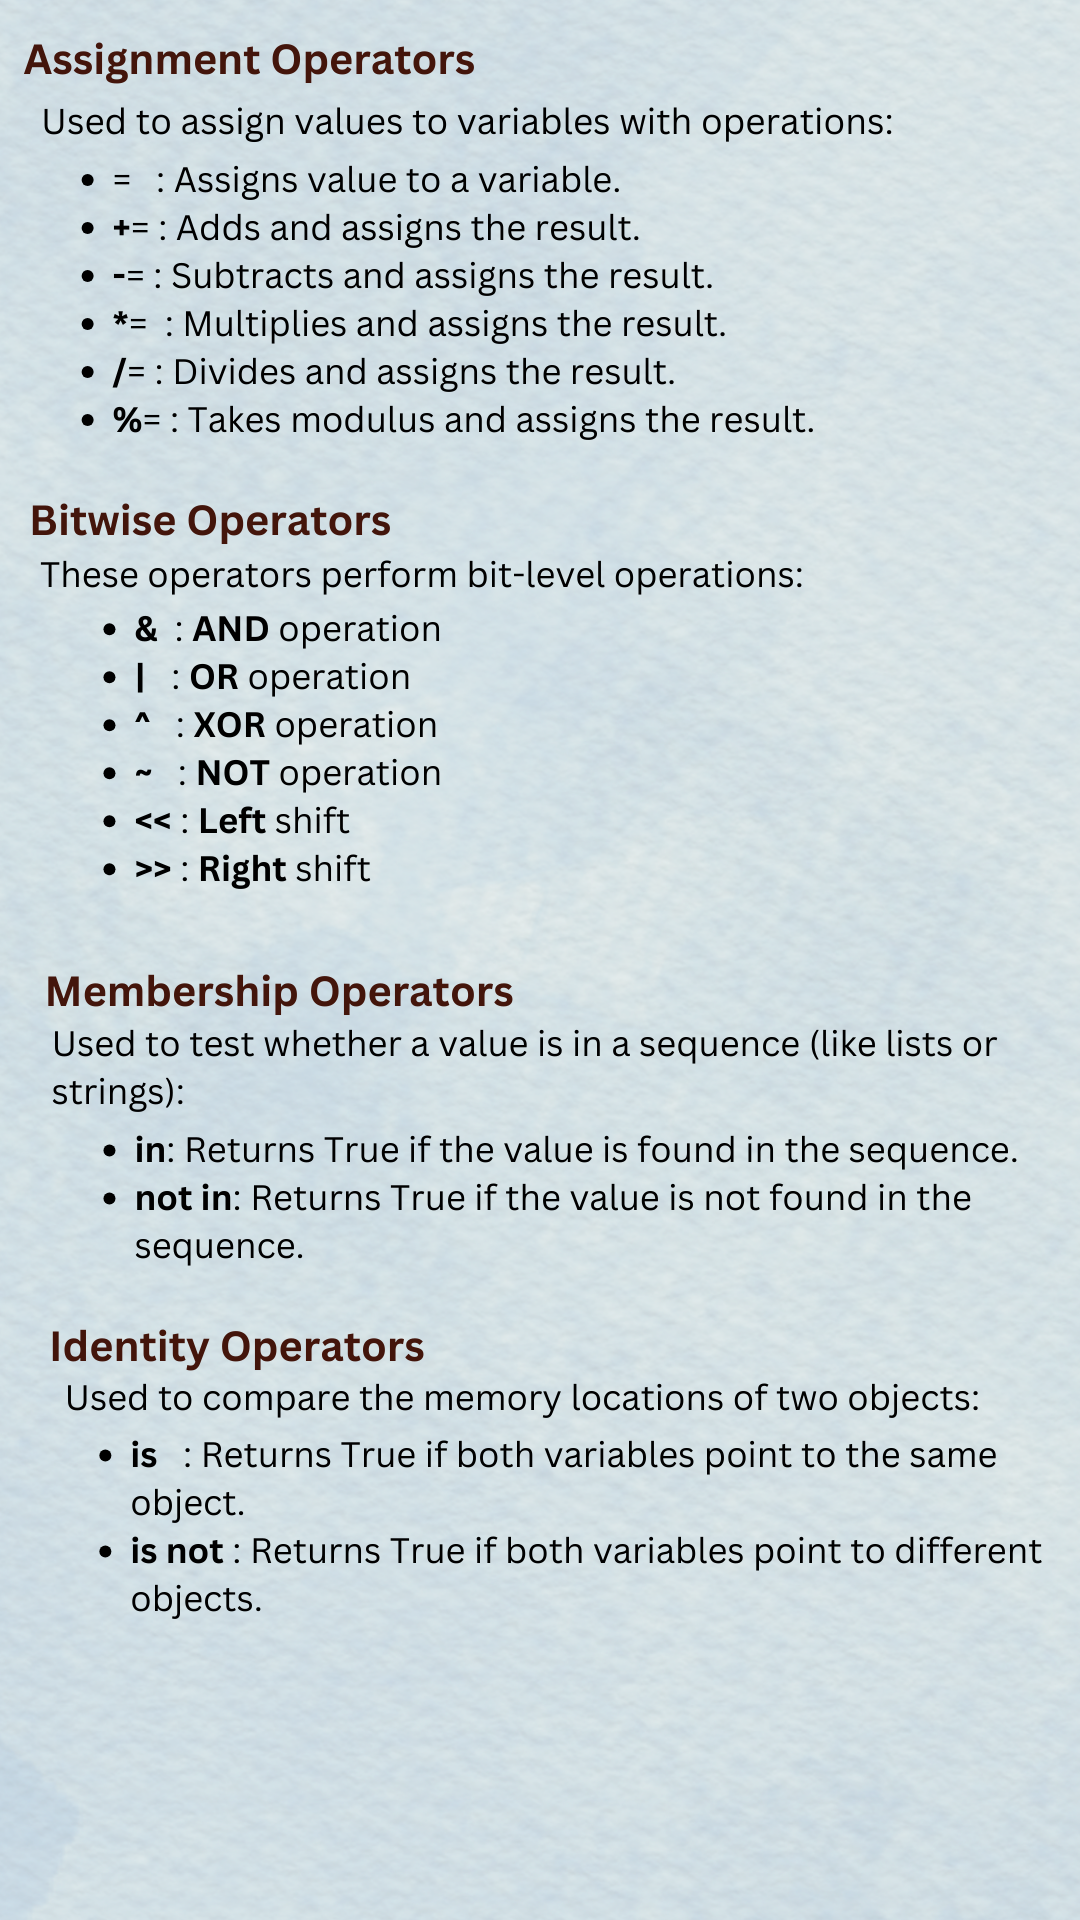 Assignment Operators
Used to assign values to variables with operations:
• = : Assigns value to a variable.
• += : Adds and assigns the result.
• -= : Subtracts and assigns the result.
• *= : Multiplies and assigns the result.
• /= : Divides and assigns the result.
• %= : Takes modulus and assigns the result.
Bitwise Operators
These operators perform bit-level operations:
• & : AND operation
• | : OR operation
• ^ : XOR operation
• ~ : NOT operation
• << : Left shift
• >> : Right shift
Membership Operators
Used to test whether a value is in a sequence (like lists or
strings):
• in: Returns True if the value is found in the sequence.
• not in: Returns True if the value is not found in the
sequence.
Identity Operators
Used to compare the memory locations of two objects:
• is : Returns True if both variables point to the same
object.
• is not : Returns True if both variables point to different
objects.